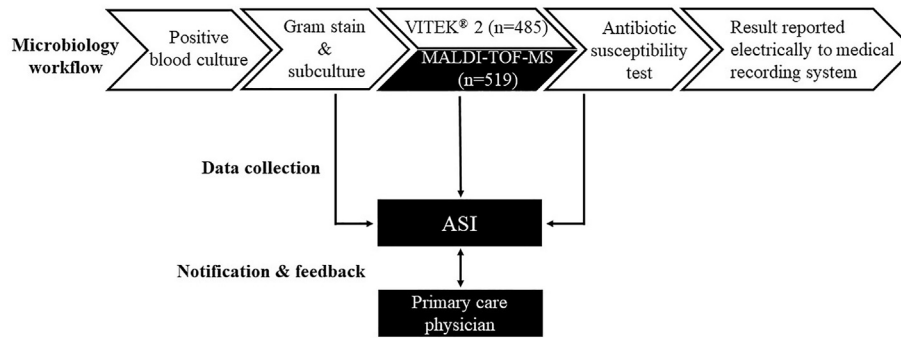 Microbiology
workflow
Positive
blood culture
Gram stain
&
subculture
VITEK® 2 (n=485)
MALDI-TOF-MS
(n=519)
Antibiotic
susceptibility
test
Result reported
electrically to medical
recording system
Data collection
ASI
Notification & feedback
Primary care
physician